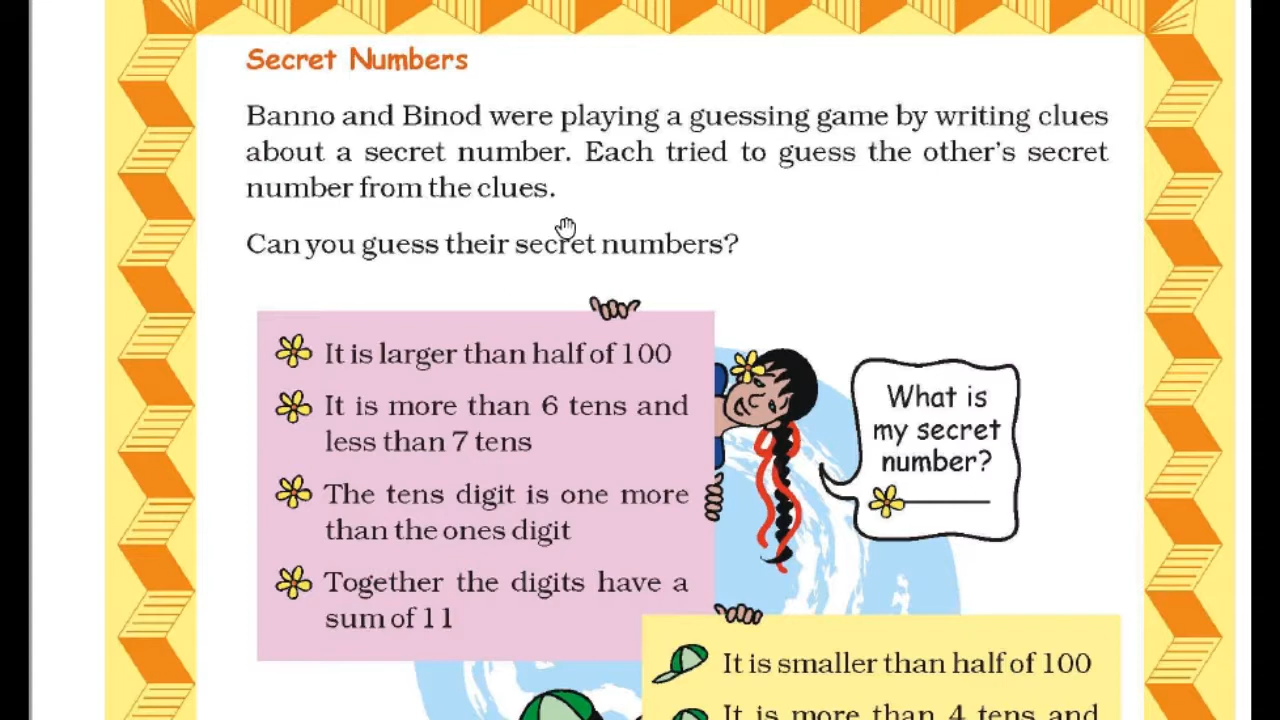 Secret Numbers
Banno and Binod were playing a guessing game by writing clues
about a secret number. Each tried to guess the other's secret
number from the clues.
Can you guess their secret numbers?
It is larger than half of 100
It is more than 6 tens and
less than 7 tens
The tens digit is one more
than the ones digit
Together the digits have a
sum of 11
What is
my secret
number?
It is smaller than half of 100
It is more than 4 tens and